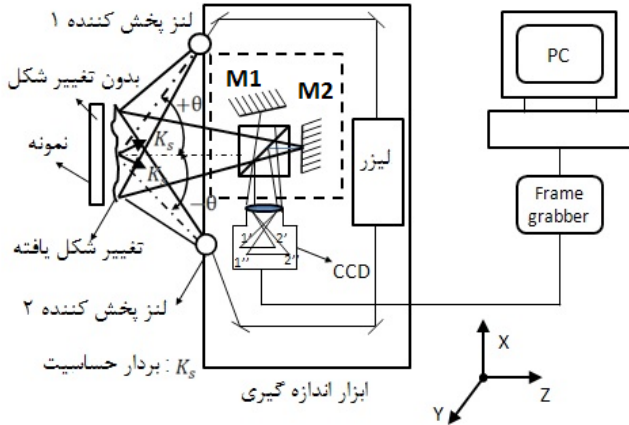 لنز پخش کننده ۱
بدون تغییر شکل
نمونه
تغییر شکل یافته
لنز پخش کننده ۲
K_s : بردار حساسیت
M1
M2
+θ
K_s
K
-θ
لیزر
1'
2'
1''
2''
CCD
ابزار اندازه گیری
PC
Frame
grabber
X
Z
Y